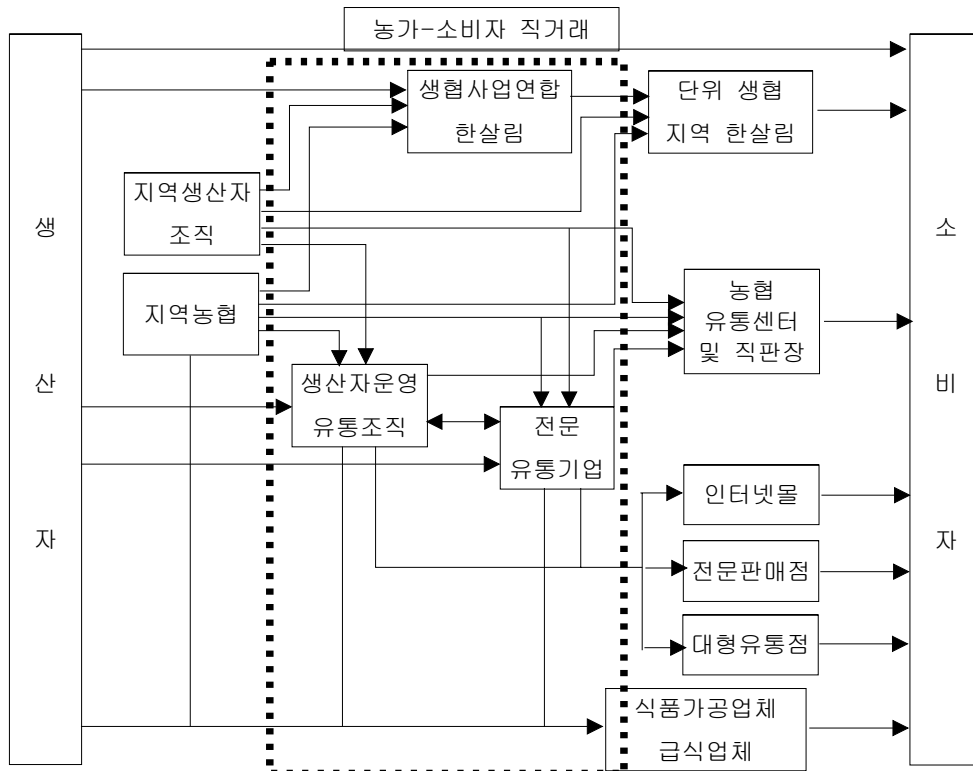 농가-소비자 직거래
생협사업연합
한살림
단위 생협
지역 한살림
지역생산자
조직
생
산
자
소
비
자
지역농협
농협
유통센터
및 직판장
생산자운영
유통조직
전문
유통기업
인터넷몰
전문판매점
대형유통점
식품가공업체
급식업체